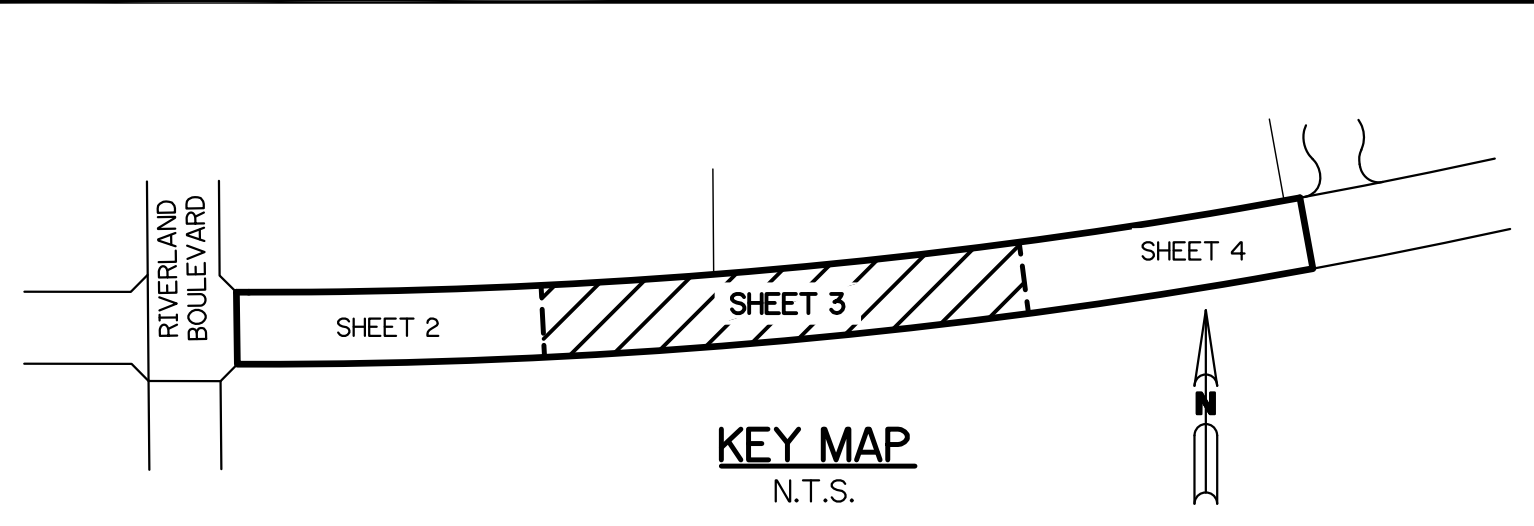 RIVERLAND
BOULEVARD
SHEET 2
SHEET 3
SHEET 4
N
KEY MAP
N.T.S.